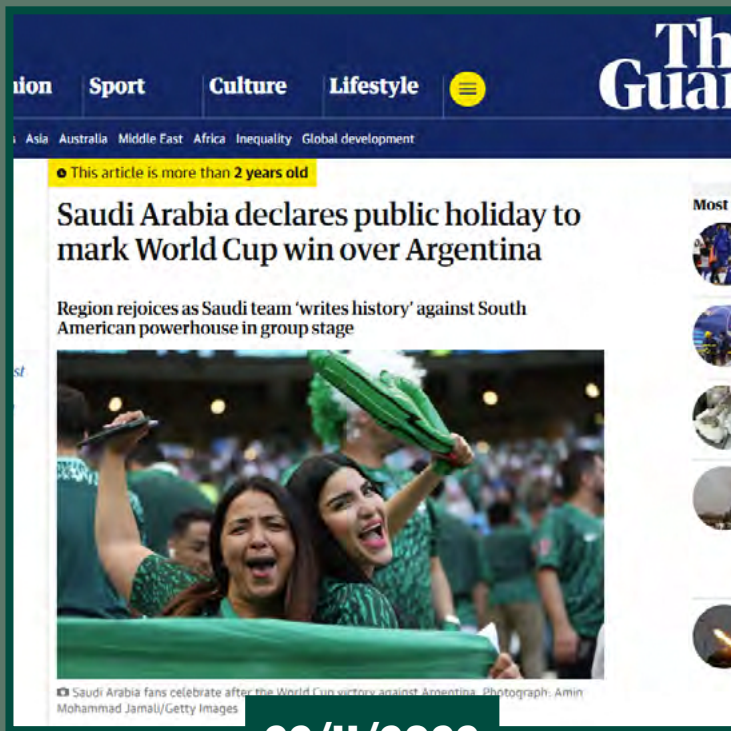 Sport Culture Lifestyle
Asia Australia Middle East Africa Inequality Global development
This article is more than 2 years old
Saudi Arabia declares public holiday to
mark World Cup win over Argentina
Region rejoices as Saudi team ‘writes history’ against South
American powerhouse in group stage
Most
st
Saudi Arabia fans celebrate after the World Cup victory against Argentina. Photograph: Amin
Mohammad Jamali/Getty Images